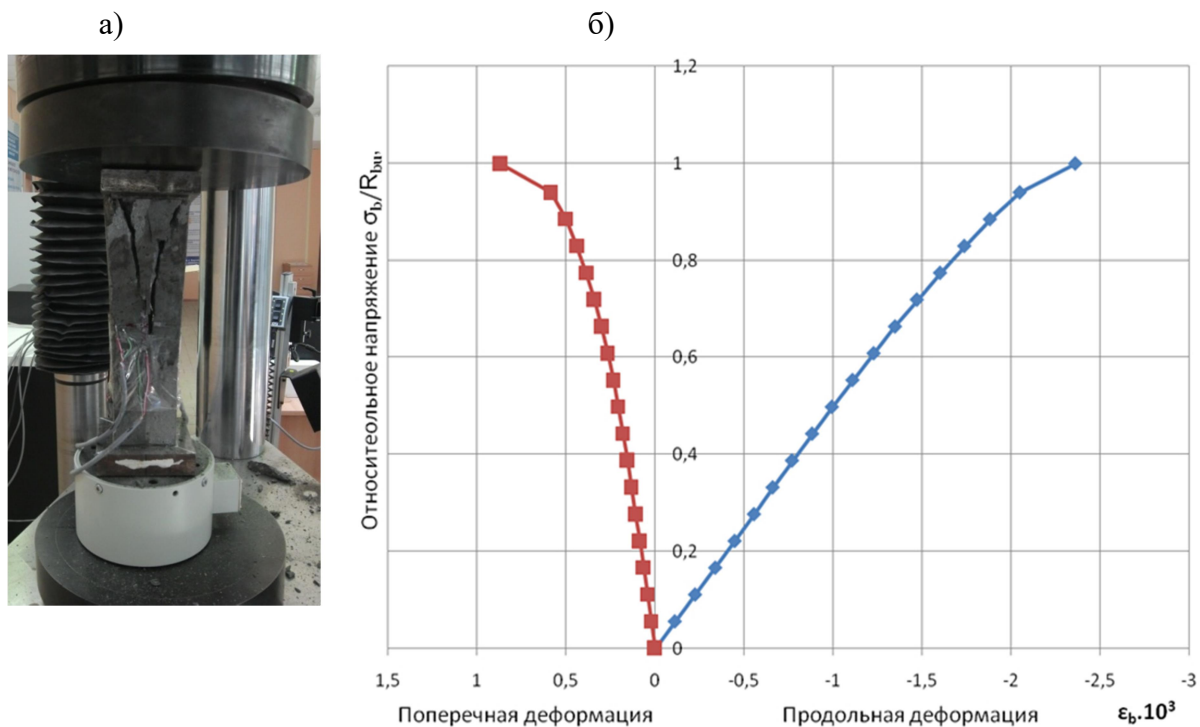 а)
б)
Относитеольное напряжение σb/Rbu,
1,2
1
0,8
0,6
0,4
0,2
0
1,5 1 0,5 0 -0,5 -1 -1,5 -2 -2,5 -3
Поперечная деформация Продольная деформация εb.10³